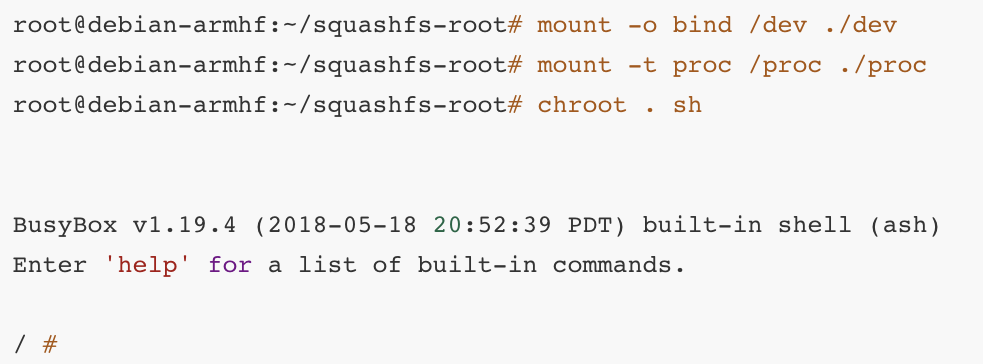 root@debian-armhf:~/squashfs-root# mount -o bind /dev ./dev
root@debian-armhf:~/squashfs-root# mount -t proc /proc ./proc
root@debian-armhf:~/squashfs-root# chroot . sh
BusyBox v1.19.4 (2018-05-18 20:52:39 PDT) built-in shell (ash)
Enter 'help' for a list of built-in commands.
/ #